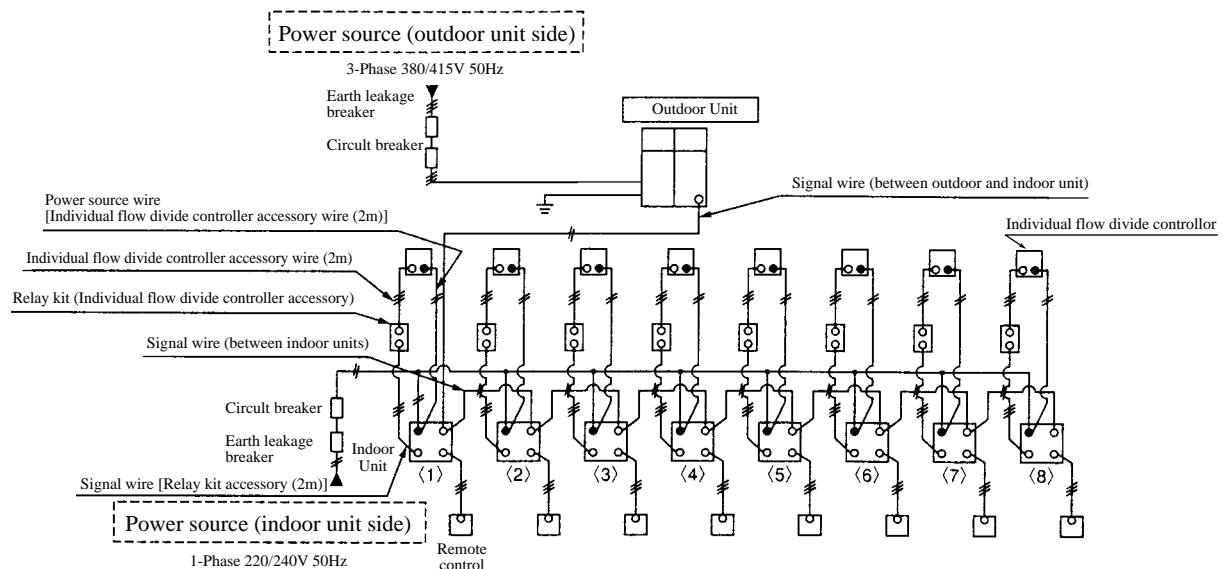 Power source (outdoor unit side)
3-Phase 380/415V 50Hz
Earth leakage
breaker
Circult breaker
Outdoor Unit
Power source wire
[Individual flow divide controller accessory wire (2m)]
Signal wire (between outdoor and indoor unit)
Individual flow divide controllor
Individual flow divide controller accessory wire (2m)
Relay kit (Individual flow divide controller accessory)
Signal wire (between indoor units)
Circult breaker
Earth leakage
breaker
Indoor
Unit
〈1〉 〈2〉 〈3〉 〈4〉 〈5〉 〈6〉 〈7〉 〈8〉
Signal wire [Relay kit accessory (2m)]
Power source (indoor unit side)
1-Phase 220/240V 50Hz
Remote
control